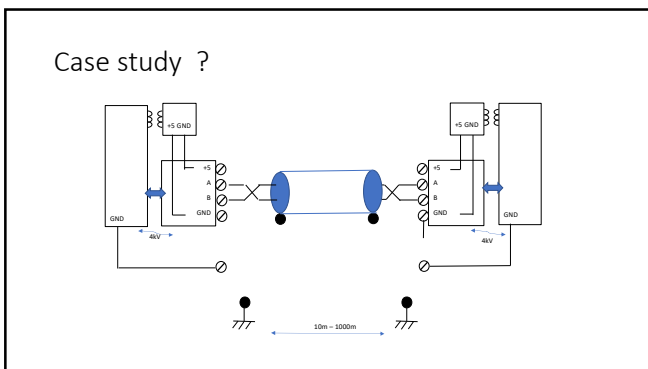 Case study ?
+5 GND
+5 GND
+5
A
B
GND
GND
4kV
+5
A
B
GND
GND
4kV
10m – 1000m